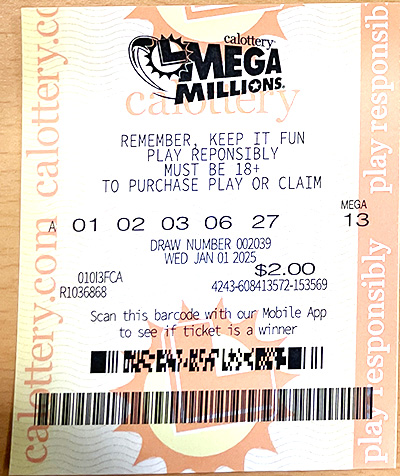 calottery
MEGA
MILLIONS
calottery
REMEMBER, KEEP IT FUN
PLAY REPONSIBLY
MUST BE 18+
TO PURCHASE PLAY OR CLAIM
MEGA
A 01 02 03 06 27 13
DRAW NUMBER 002039
WED JAN 01 2025
$2.00
01013FCA
R1036868 4243-608413572-153569
Scan this barcode with our Mobile App
to see if ticket is a winner
calottery.com calottery.cc
play responsibly play responsib